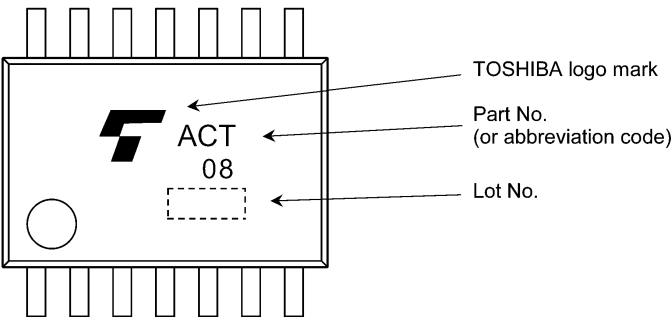 TOSHIBA logo mark
ACT
Part No.
(or abbreviation code)
08
Lot No.